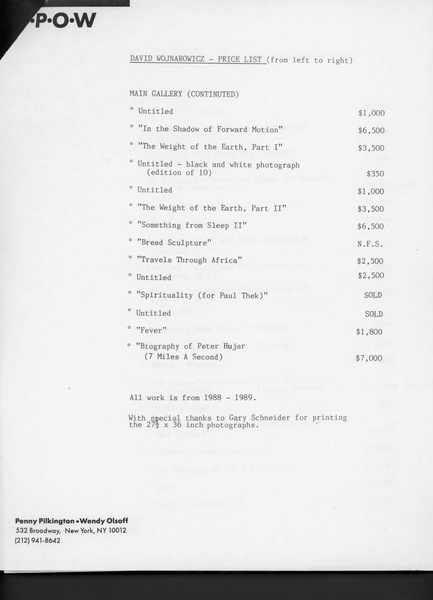 P·O·W
DAVID WOJNAROWICZ - PRICE LIST (from left to right)
MAIN GALLERY (CONTINUTED)
° Untitled $1,000
° "In the Shadow of Forward Motion" $6,500
° "The Weight of the Earth, Part I" $3,500
° Untitled - black and white photograph
(edition of 10) $350
° Untitled $1,000
° "The Weight of the Earth, Part II" $3,500
° "Something from Sleep II" $6,500
° "Bread Sculpture" N.F.S.
° "Travels Through Africa" $2,500
° Untitled $2,500
° "Spirituality (for Paul Thek)" SOLD
° Untitled SOLD
° "Fever" $1,800
° "Biography of Peter Hujar
(7 Miles A Second) $7,000
All work is from 1988 - 1989.
With special thanks to Gary Schneider for printing
the 27½ x 36 inch photographs.
Penny Pilkington • Wendy Olsoff
532 Broadway, New York, NY 10012
(212) 941-8642